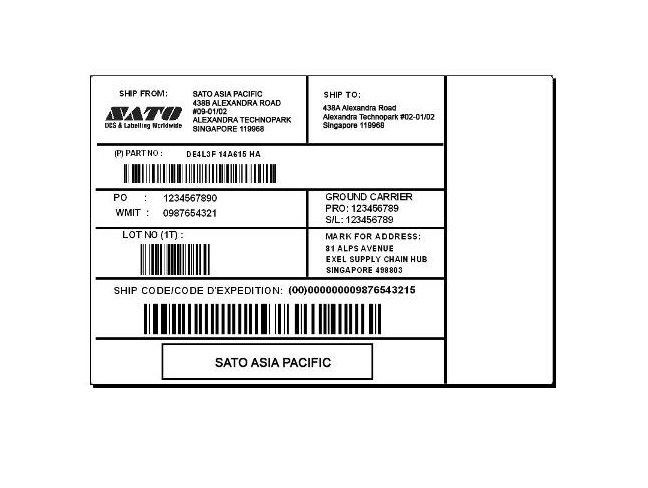 SHIP FROM:
SATO
DCS & Labelling Worldwide
SATO ASIA PACIFIC
438B ALEXANDRA ROAD
#09-01/02
ALEXANDRA TECHNOPARK
SINGAPORE 119968
SHIP TO:
438A Alexandra Road
Alexandra Technopark #02-01/02
Singapore 119968
(P) PART NO : DE4L3F 14A615 HA
PO : 1234567890
WMIT : 0987654321
GROUND CARRIER
PRO: 123456789
S/L: 123456789
LOT NO (1T) :
MARK FOR ADDRESS:
81 ALPS AVENUE
EXEL SUPPLY CHAIN HUB
SINGAPORE 498803
SHIP CODE/CODE D'EXPEDITION: (00)000000009876543215
SATO ASIA PACIFIC